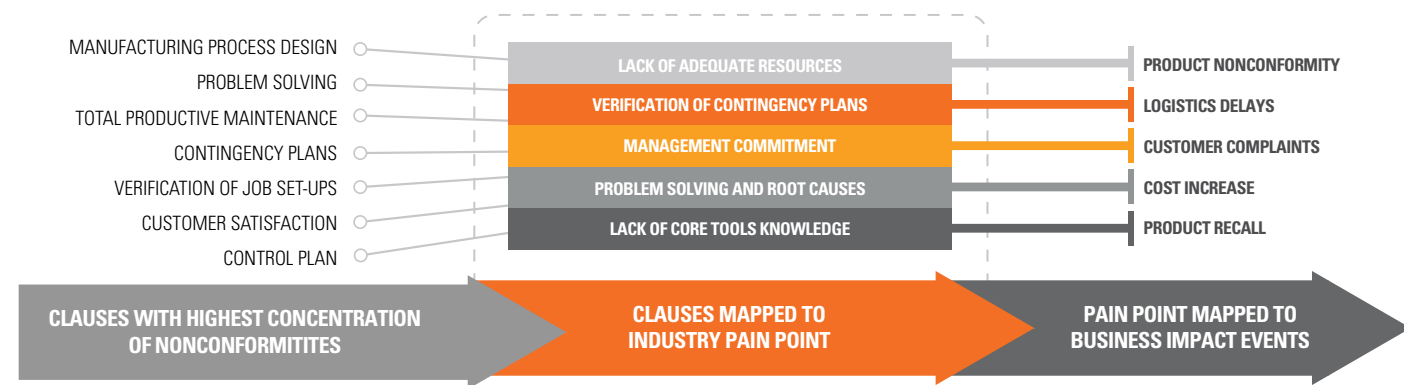 MANUFACTURING PROCESS DESIGN
PROBLEM SOLVING
TOTAL PRODUCTIVE MAINTENANCE
CONTINGENCY PLANS
VERIFICATION OF JOB SET-UPS
CUSTOMER SATISFACTION
CONTROL PLAN
LACK OF ADEQUATE RESOURCES
VERIFICATION OF CONTINGENCY PLANS
MANAGEMENT COMMITMENT
PROBLEM SOLVING AND ROOT CAUSES
LACK OF CORE TOOLS KNOWLEDGE
PRODUCT NONCONFORMITY
LOGISTICS DELAYS
CUSTOMER COMPLAINTS
COST INCREASE
PRODUCT RECALL
CLAUSES WITH HIGHEST CONCENTRATION
OF NONCONFORMITITES
CLAUSES MAPPED TO
INDUSTRY PAIN POINT
PAIN POINT MAPPED TO
BUSINESS IMPACT EVENTS